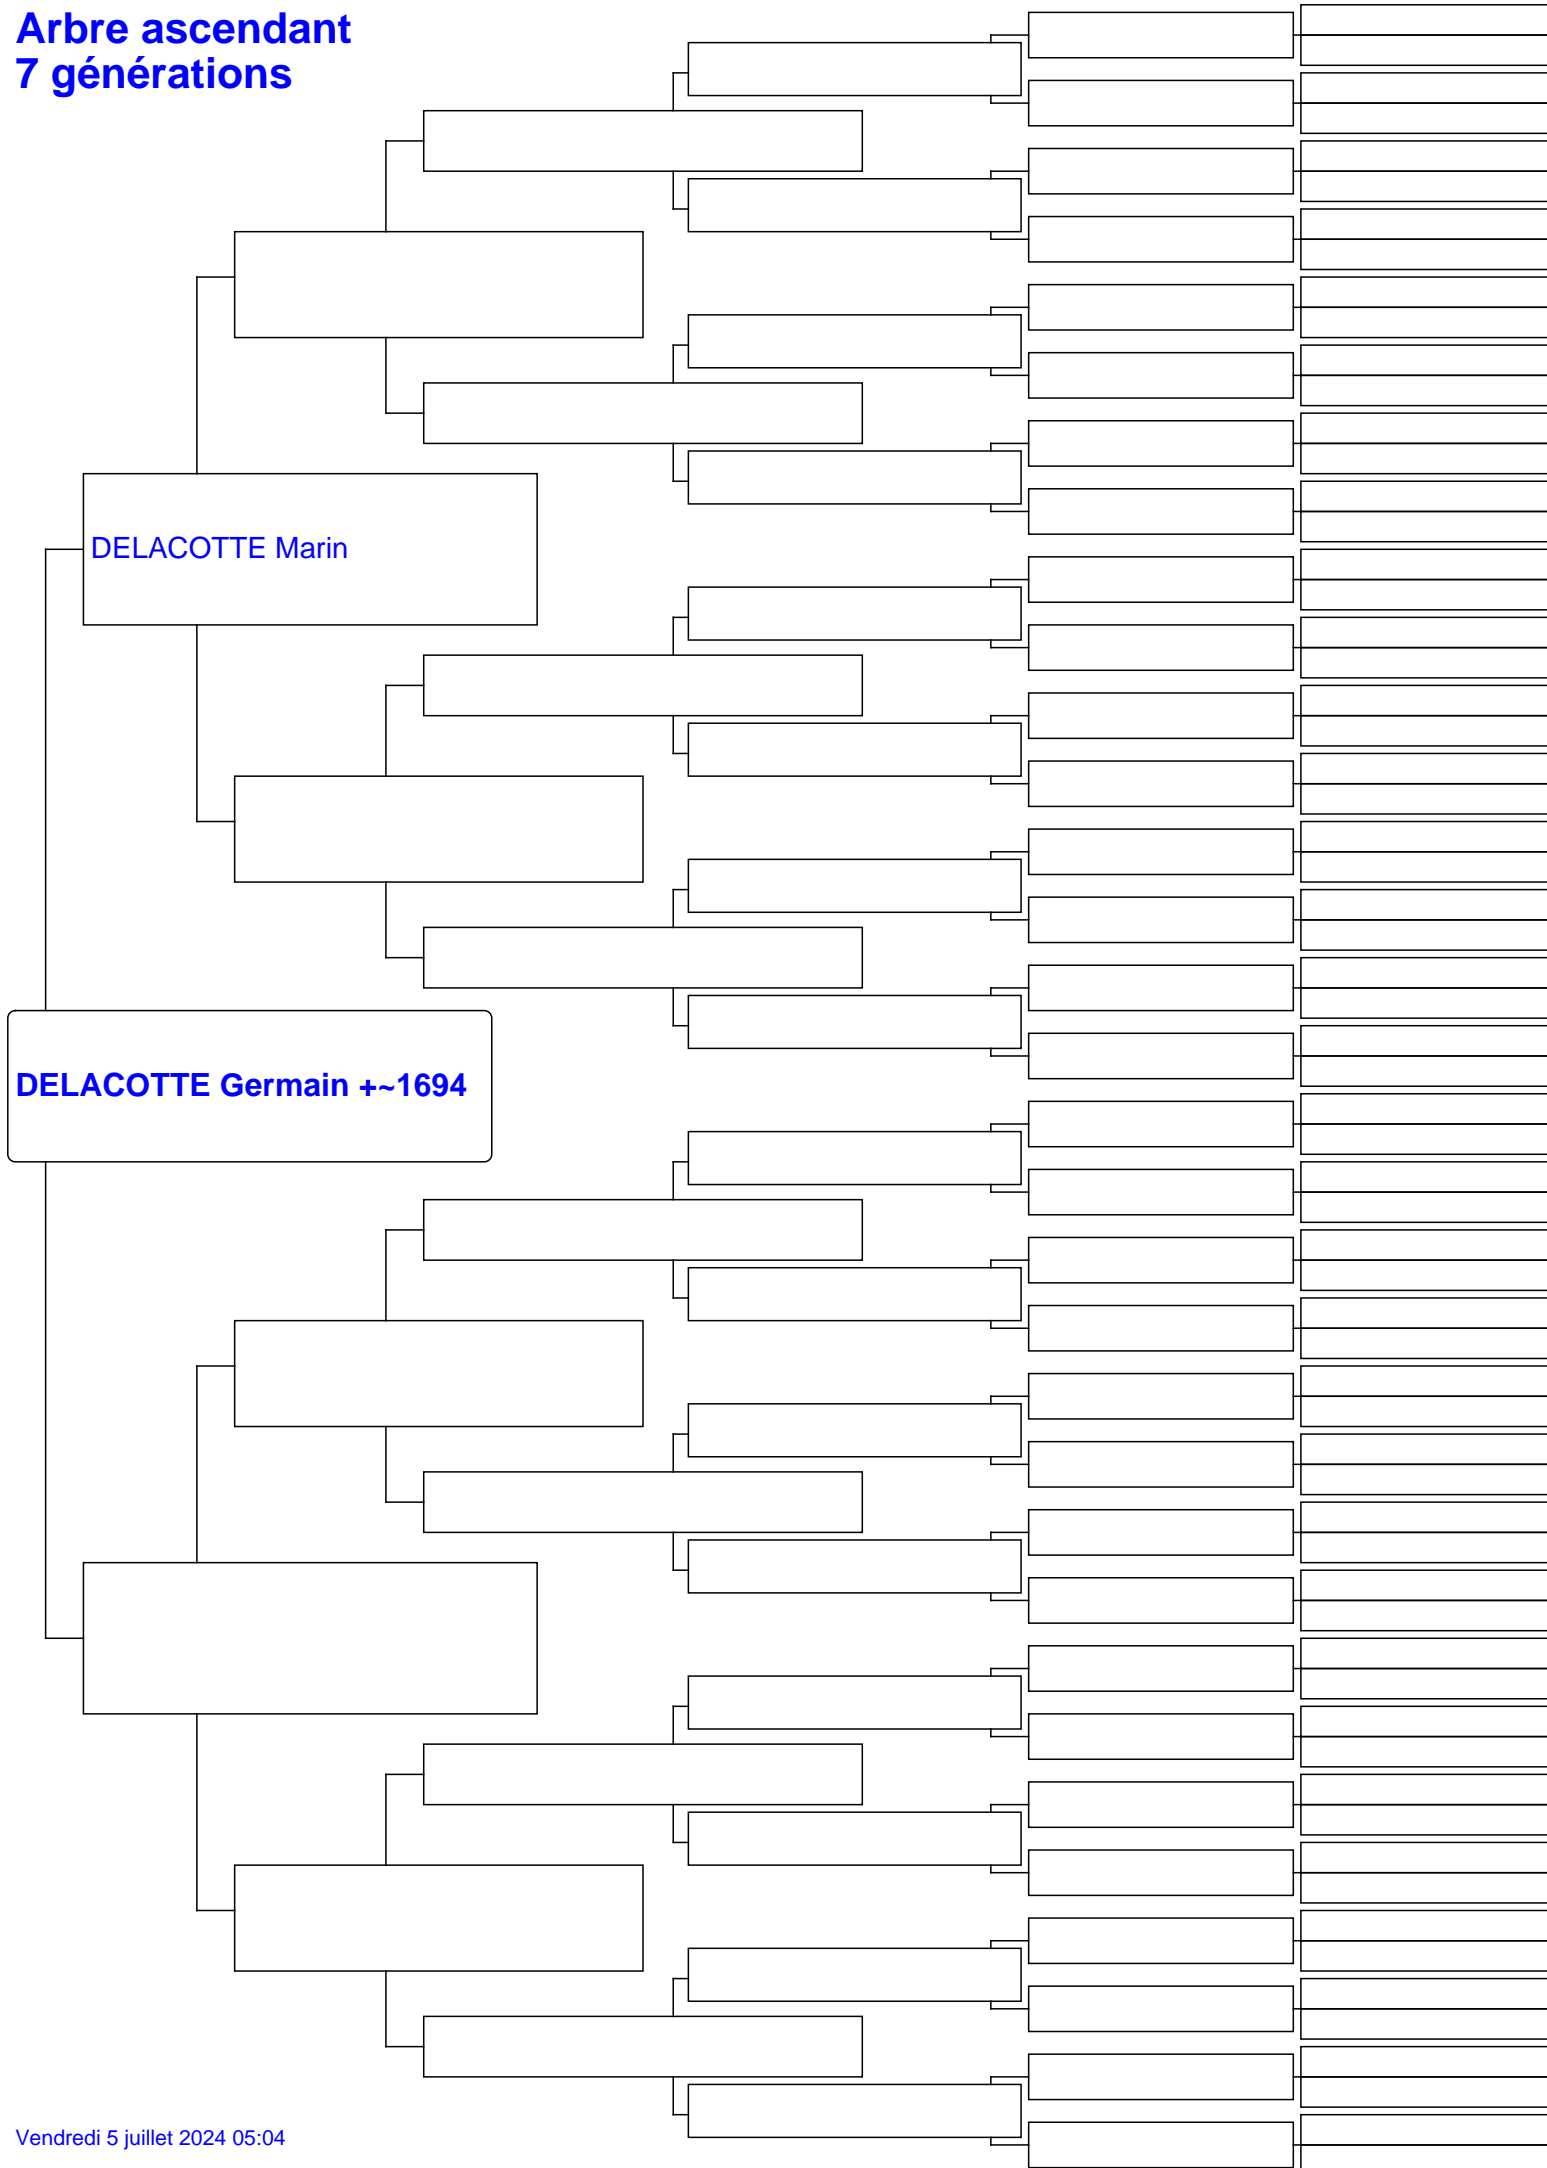 Arbre ascendant
7 générations
DELACOTTE Marin
DELACOTTE Germain +~1694
Vendredi 5 juillet 2024 05:04